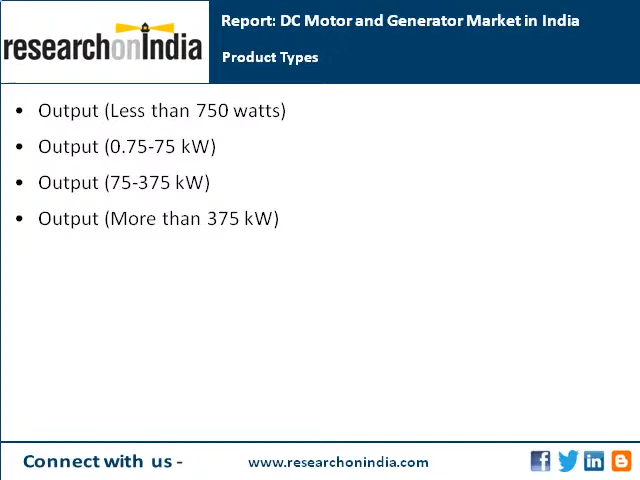 researchonindia
Report: DC Motor and Generator Market in India
Product Types
• Output (Less than 750 watts)
• Output (0.75-75 kW)
• Output (75-375 kW)
• Output (More than 375 kW)
Connect with us -
www.researchonindia.com